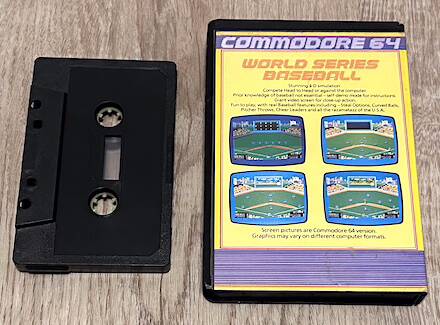 COMMODORE 64
WORLD SERIES
BASEBALL
Stunning 3 D simulation.
Compete Head to Head or against the computer.
Prior knowledge of baseball not essential - self demo mode for instructions.
Giant video screen for close-up action.
Fun to play, with real Baseball features including - Steal Options, Curved Balls,
Pitcher Throws, Cheer Leaders and all the razzmatazz of the U.S.A.
Screen pictures are Commodore 64 version.
Graphics may vary on different computer formats.